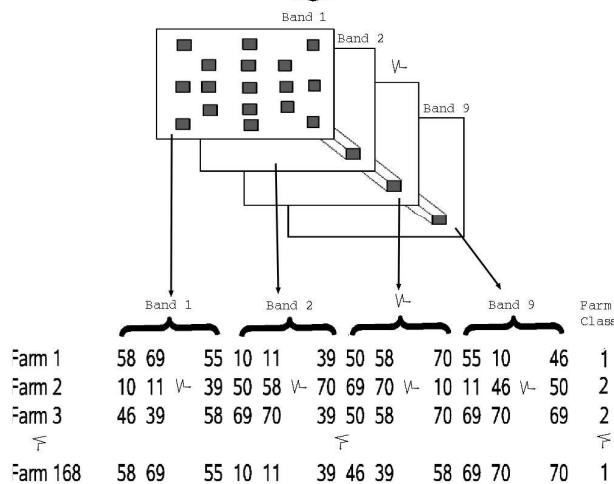 Band 1
Band 2
Band 9
Band 1 Band 2 Band 9 Farm
Class
Farm 1 58 69 55 10 11 39 50 58 70 55 10 46 1
Farm 2 10 11 39 50 58 70 69 70 10 11 46 50 2
Farm 3 46 39 58 69 70 39 50 58 70 69 70 69 2
Farm 168 58 69 55 10 11 39 46 39 58 69 70 70 1